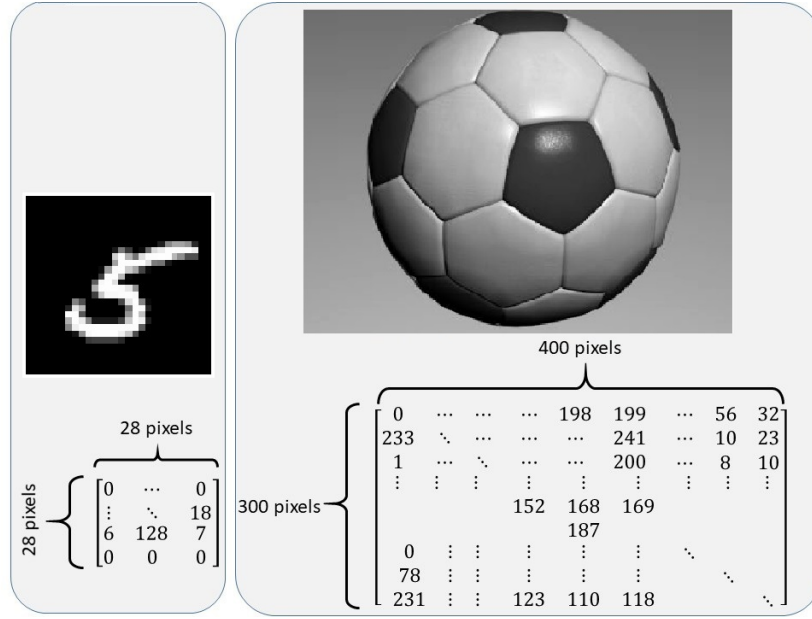 5
28 pixels
28 pixels
0 ⋯ 0
⋮ ⋱ 18
6 128 7
0 0 0
400 pixels
300 pixels
0 ⋯ ⋯ ⋯ 198 199 ⋯ 56 32
233 ⋱ ⋯ ⋯ ⋯ 241 ⋯ 10 23
1 ⋯ ⋱ ⋯ ⋯ 200 ⋯ 8 10
⋮ ⋮ ⋮ ⋮ ⋮ ⋮ ⋮ ⋮ ⋮
152 168 169
187
0 ⋮ ⋮ ⋮ ⋮ ⋮ ⋱
78 ⋮ ⋮ ⋮ ⋮ ⋮ ⋱
231 ⋮ ⋮ 123 110 118 ⋱